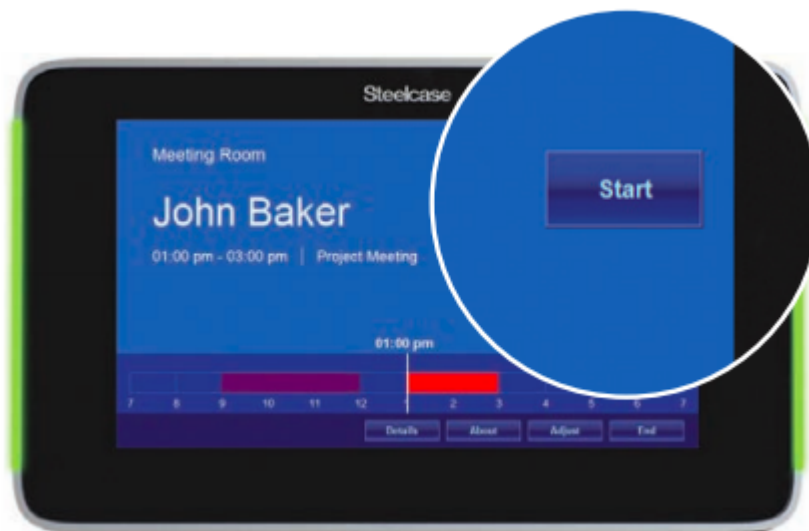 Steelcase
Meeting Room
John Baker
01:00 pm - 03:00 pm | Project Meeting
Start
01:00 pm
7 8 9 10 11 12 1 2 3 4 5 6 7
Details About Adjust End